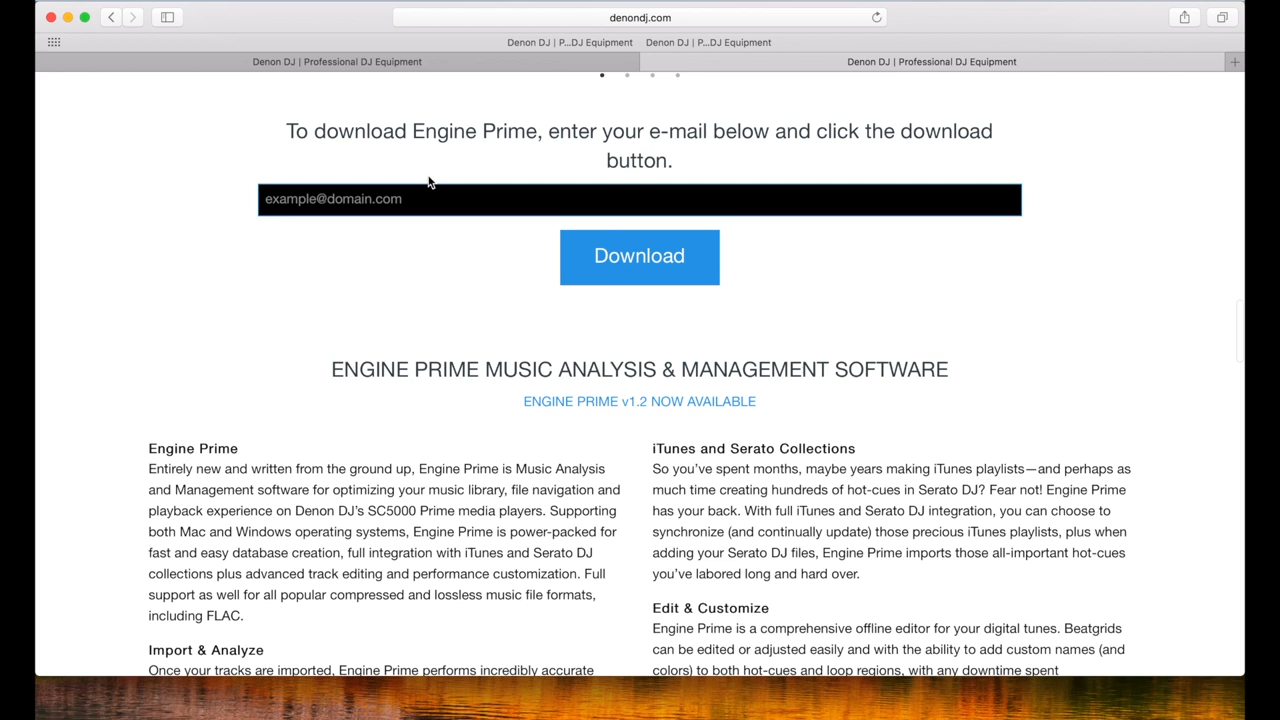 denondj.com
Denon DJ | P...DJ Equipment Denon DJ | P...DJ Equipment
Denon DJ | Professional DJ Equipment Denon DJ | Professional DJ Equipment
To download Engine Prime, enter your e-mail below and click the download
button.
example@domain.com
Download
ENGINE PRIME MUSIC ANALYSIS & MANAGEMENT SOFTWARE
ENGINE PRIME v1.2 NOW AVAILABLE
Engine Prime
Entirely new and written from the ground up, Engine Prime is Music Analysis
and Management software for optimizing your music library, file navigation and
playback experience on Denon DJ's SC5000 Prime media players. Supporting
both Mac and Windows operating systems, Engine Prime is power-packed for
fast and easy database creation, full integration with iTunes and Serato DJ
collections plus advanced track editing and performance customization. Full
support as well for all popular compressed and lossless music file formats,
including FLAC.
Import & Analyze
Once your tracks are imported, Engine Prime performs incredibly accurate
iTunes and Serato Collections
So you've spent months, maybe years making iTunes playlists—and perhaps as
much time creating hundreds of hot-cues in Serato DJ? Fear not! Engine Prime
has your back. With full iTunes and Serato DJ integration, you can choose to
synchronize (and continually update) those precious iTunes playlists, plus when
adding your Serato DJ files, Engine Prime imports those all-important hot-cues
you've labored long and hard over.
Edit & Customize
Engine Prime is a comprehensive offline editor for your digital tunes. Beatgrids
can be edited or adjusted easily and with the ability to add custom names (and
colors) to both hot-cues and loop regions, with any downtime spent